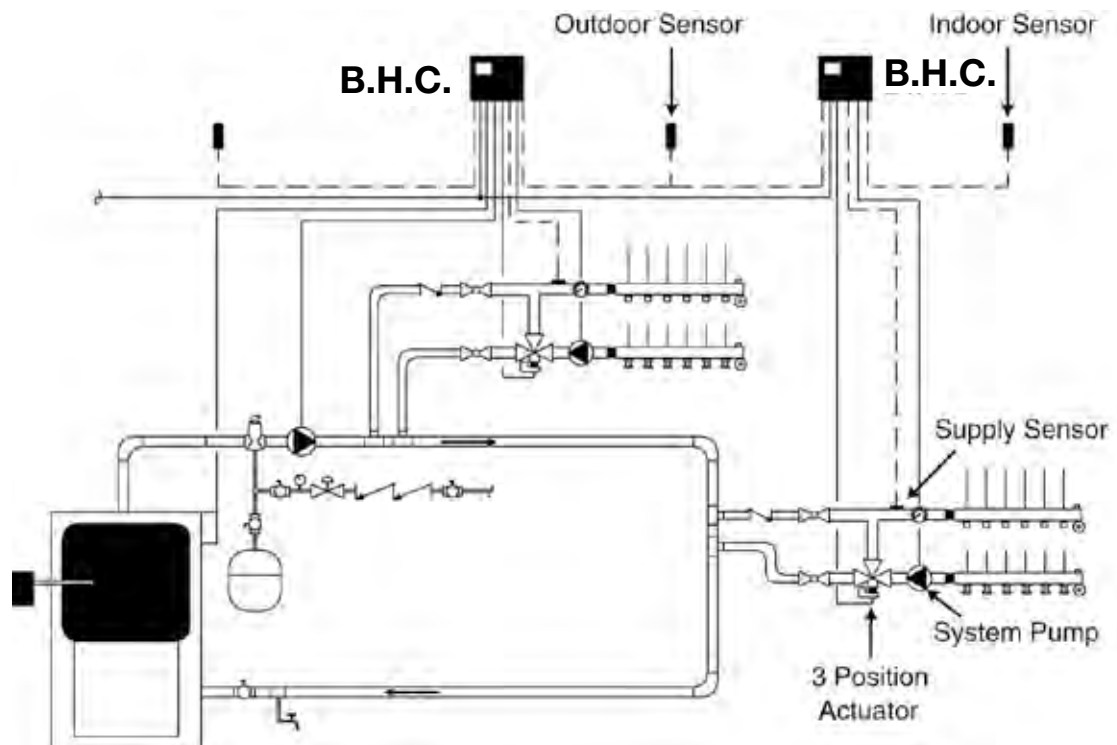 Outdoor Sensor
Indoor Sensor
B.H.C.
B.H.C.
Supply Sensor
System Pump
3 Position
Actuator